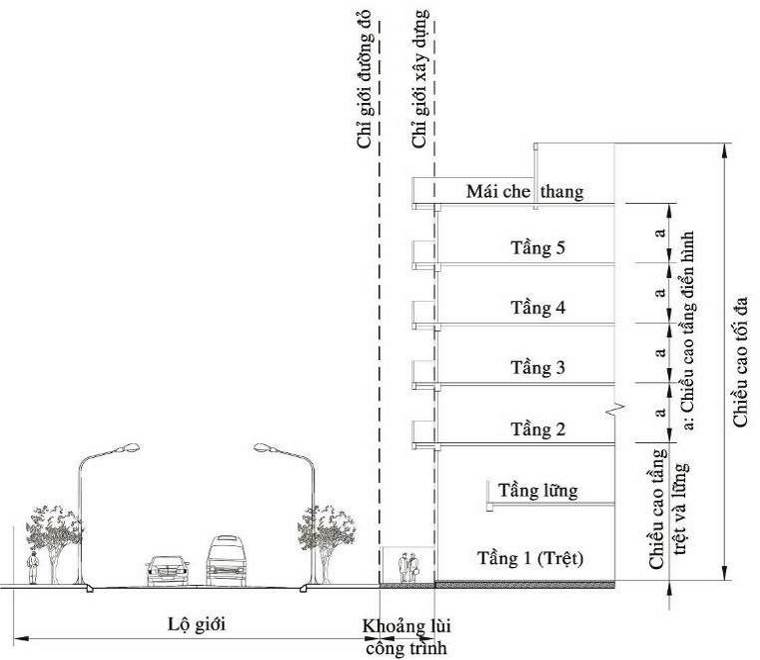 Chỉ giới đường đỏ
Chỉ giới xây dựng
Mái che thang
Tầng 5
Tầng 4
Tầng 3
Tầng 2
Tầng lững
Tầng 1 (Trệt)
a
a
a
a
a: Chiều cao tầng điển hình
Chiều cao tầng
trệt và lững
Chiều cao tối đa
Lộ giới
Khoảng lùi
công trình